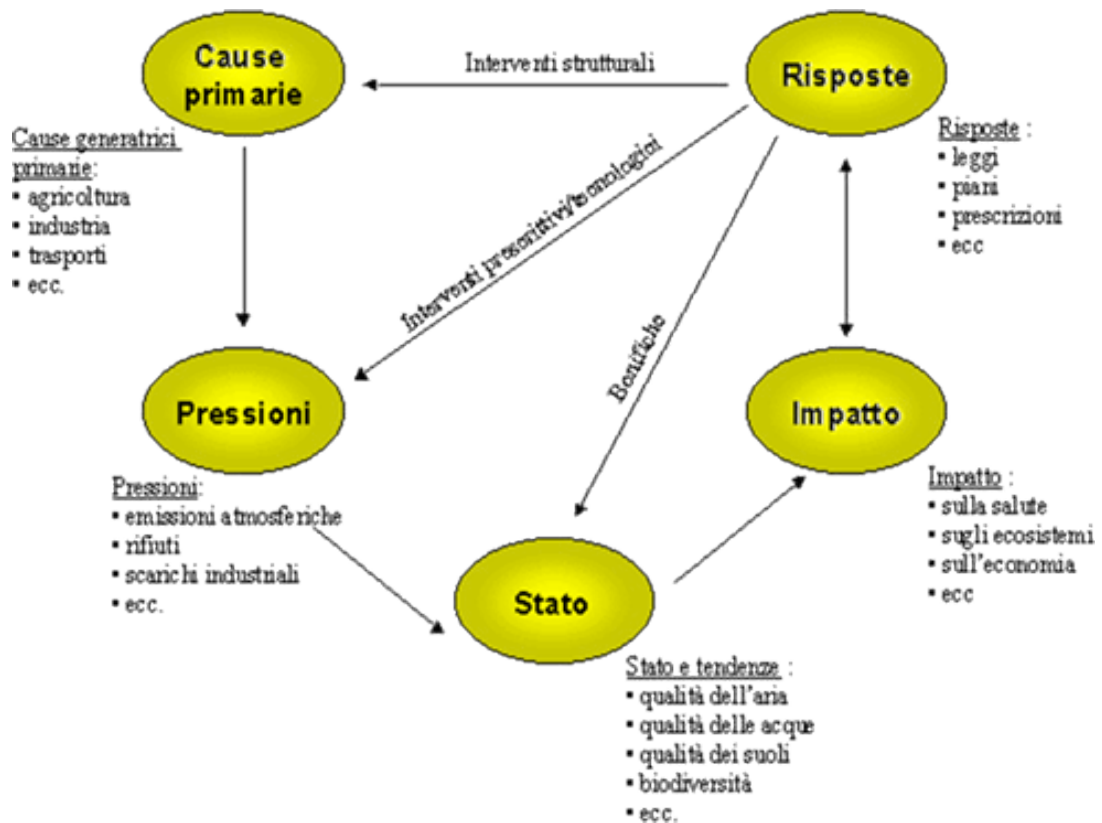 Cause
primarie
Interventi strutturali
Risposte
Cause generatrici
primarie:
▪ agricoltura
▪ industria
▪ trasporti
▪ ecc.
Risposte :
▪ leggi
▪ piani
▪ prescrizioni
▪ ecc
Interventi prescrittivi/tecnologici
Bonifiche
Pressioni
Impatto
Pressioni:
▪ emissioni atmosferiche
▪ rifiuti
▪ scarichi industriali
▪ ecc.
Impatto :
▪ sulla salute
▪ sugli ecosistemi
▪ sull'economia
▪ ecc
Stato
Stato e tendenze :
▪ qualità dell'aria
▪ qualità delle acque
▪ qualità dei suoli
▪ biodiversità
▪ ecc.